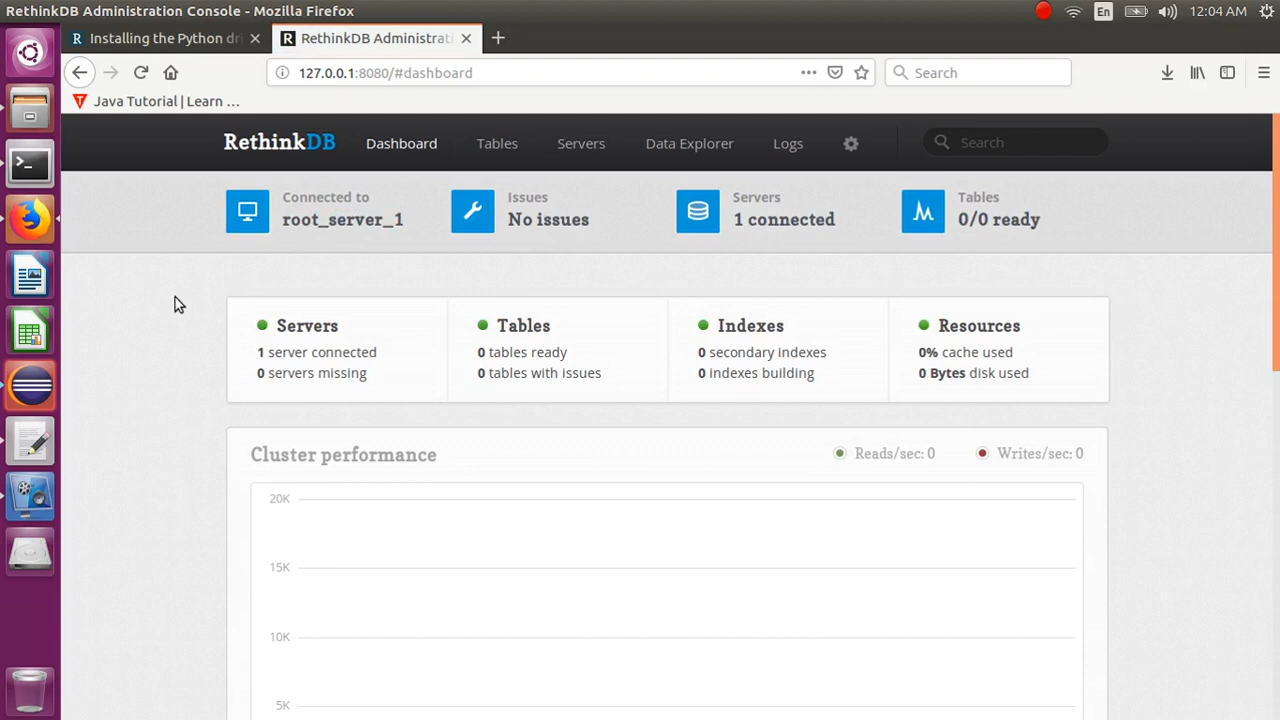 RethinkDB Administration Console - Mozilla Firefox
En
12:04 AM
R Installing the Python dri
R RethinkDB Administrati
127.0.0.1:8080/#dashboard
Search
Java Tutorial | Learn ...
RethinkDB
Dashboard
Tables
Servers
Data Explorer
Logs
Search
Connected to
root_server_1
Issues
No issues
Servers
1 connected
Tables
0/0 ready
Servers
1 server connected
0 servers missing
Tables
0 tables ready
0 tables with issues
Indexes
0 secondary indexes
0 indexes building
Resources
0% cache used
0 Bytes disk used
Cluster performance
Reads/sec: 0
Writes/sec: 0
20K
15K
10K
5K